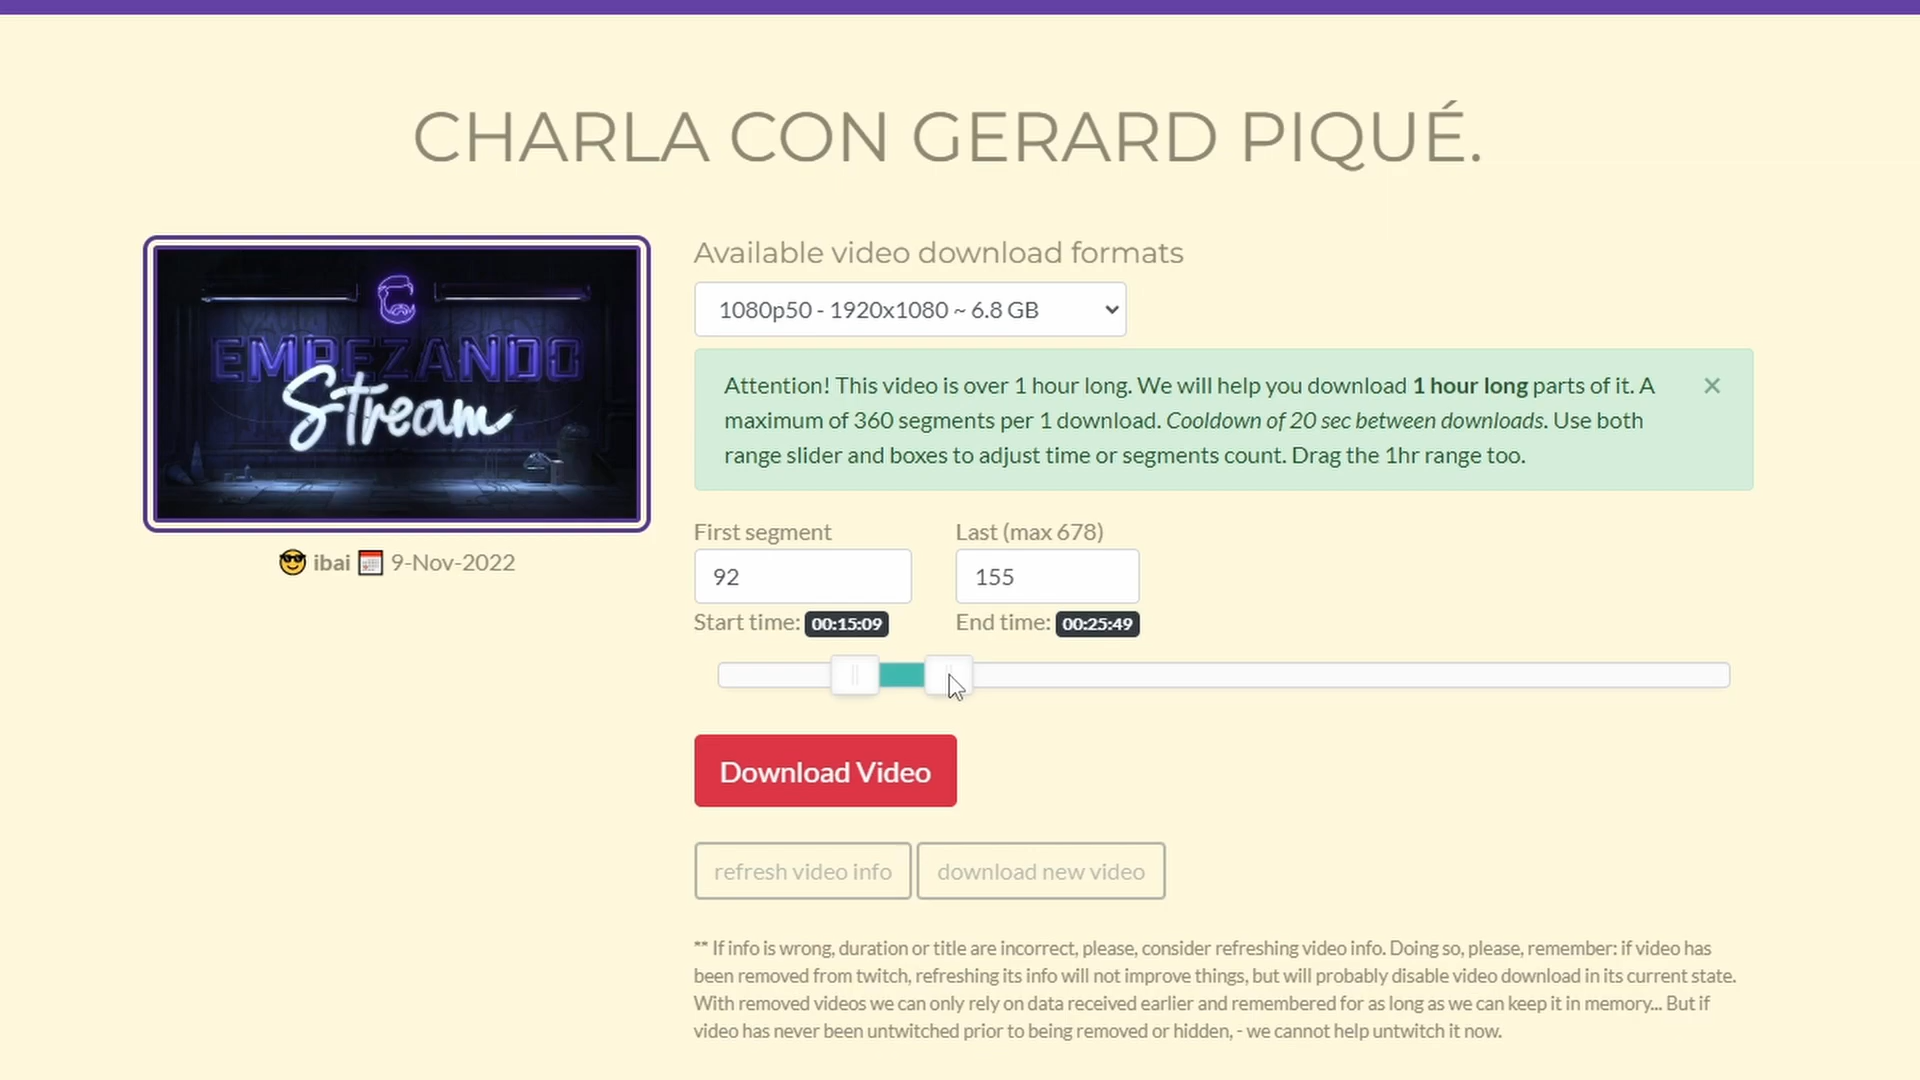 CHARLA CON GERARD PIQUÉ.
EMPEZANDO
Stream
ibai 9-Nov-2022
Available video download formats
1080p50 - 1920x1080 ~ 6.8 GB
Attention! This video is over 1 hour long. We will help you download 1 hour long parts of it. A
maximum of 360 segments per 1 download. Cooldown of 20 sec between downloads. Use both
range slider and boxes to adjust time or segments count. Drag the 1hr range too.
×
First segment
Last (max 678)
92
155
Start time: 00:15:09
End time: 00:25:49
Download Video
refresh video info
download new video
** If info is wrong, duration or title are incorrect, please, consider refreshing video info. Doing so, please, remember: if video has
been removed from twitch, refreshing its info will not improve things, but will probably disable video download in its current state.
With removed videos we can only rely on data received earlier and remembered for as long as we can keep it in memory... But if
video has never been untwitched prior to being removed or hidden, - we cannot help untwitch it now.